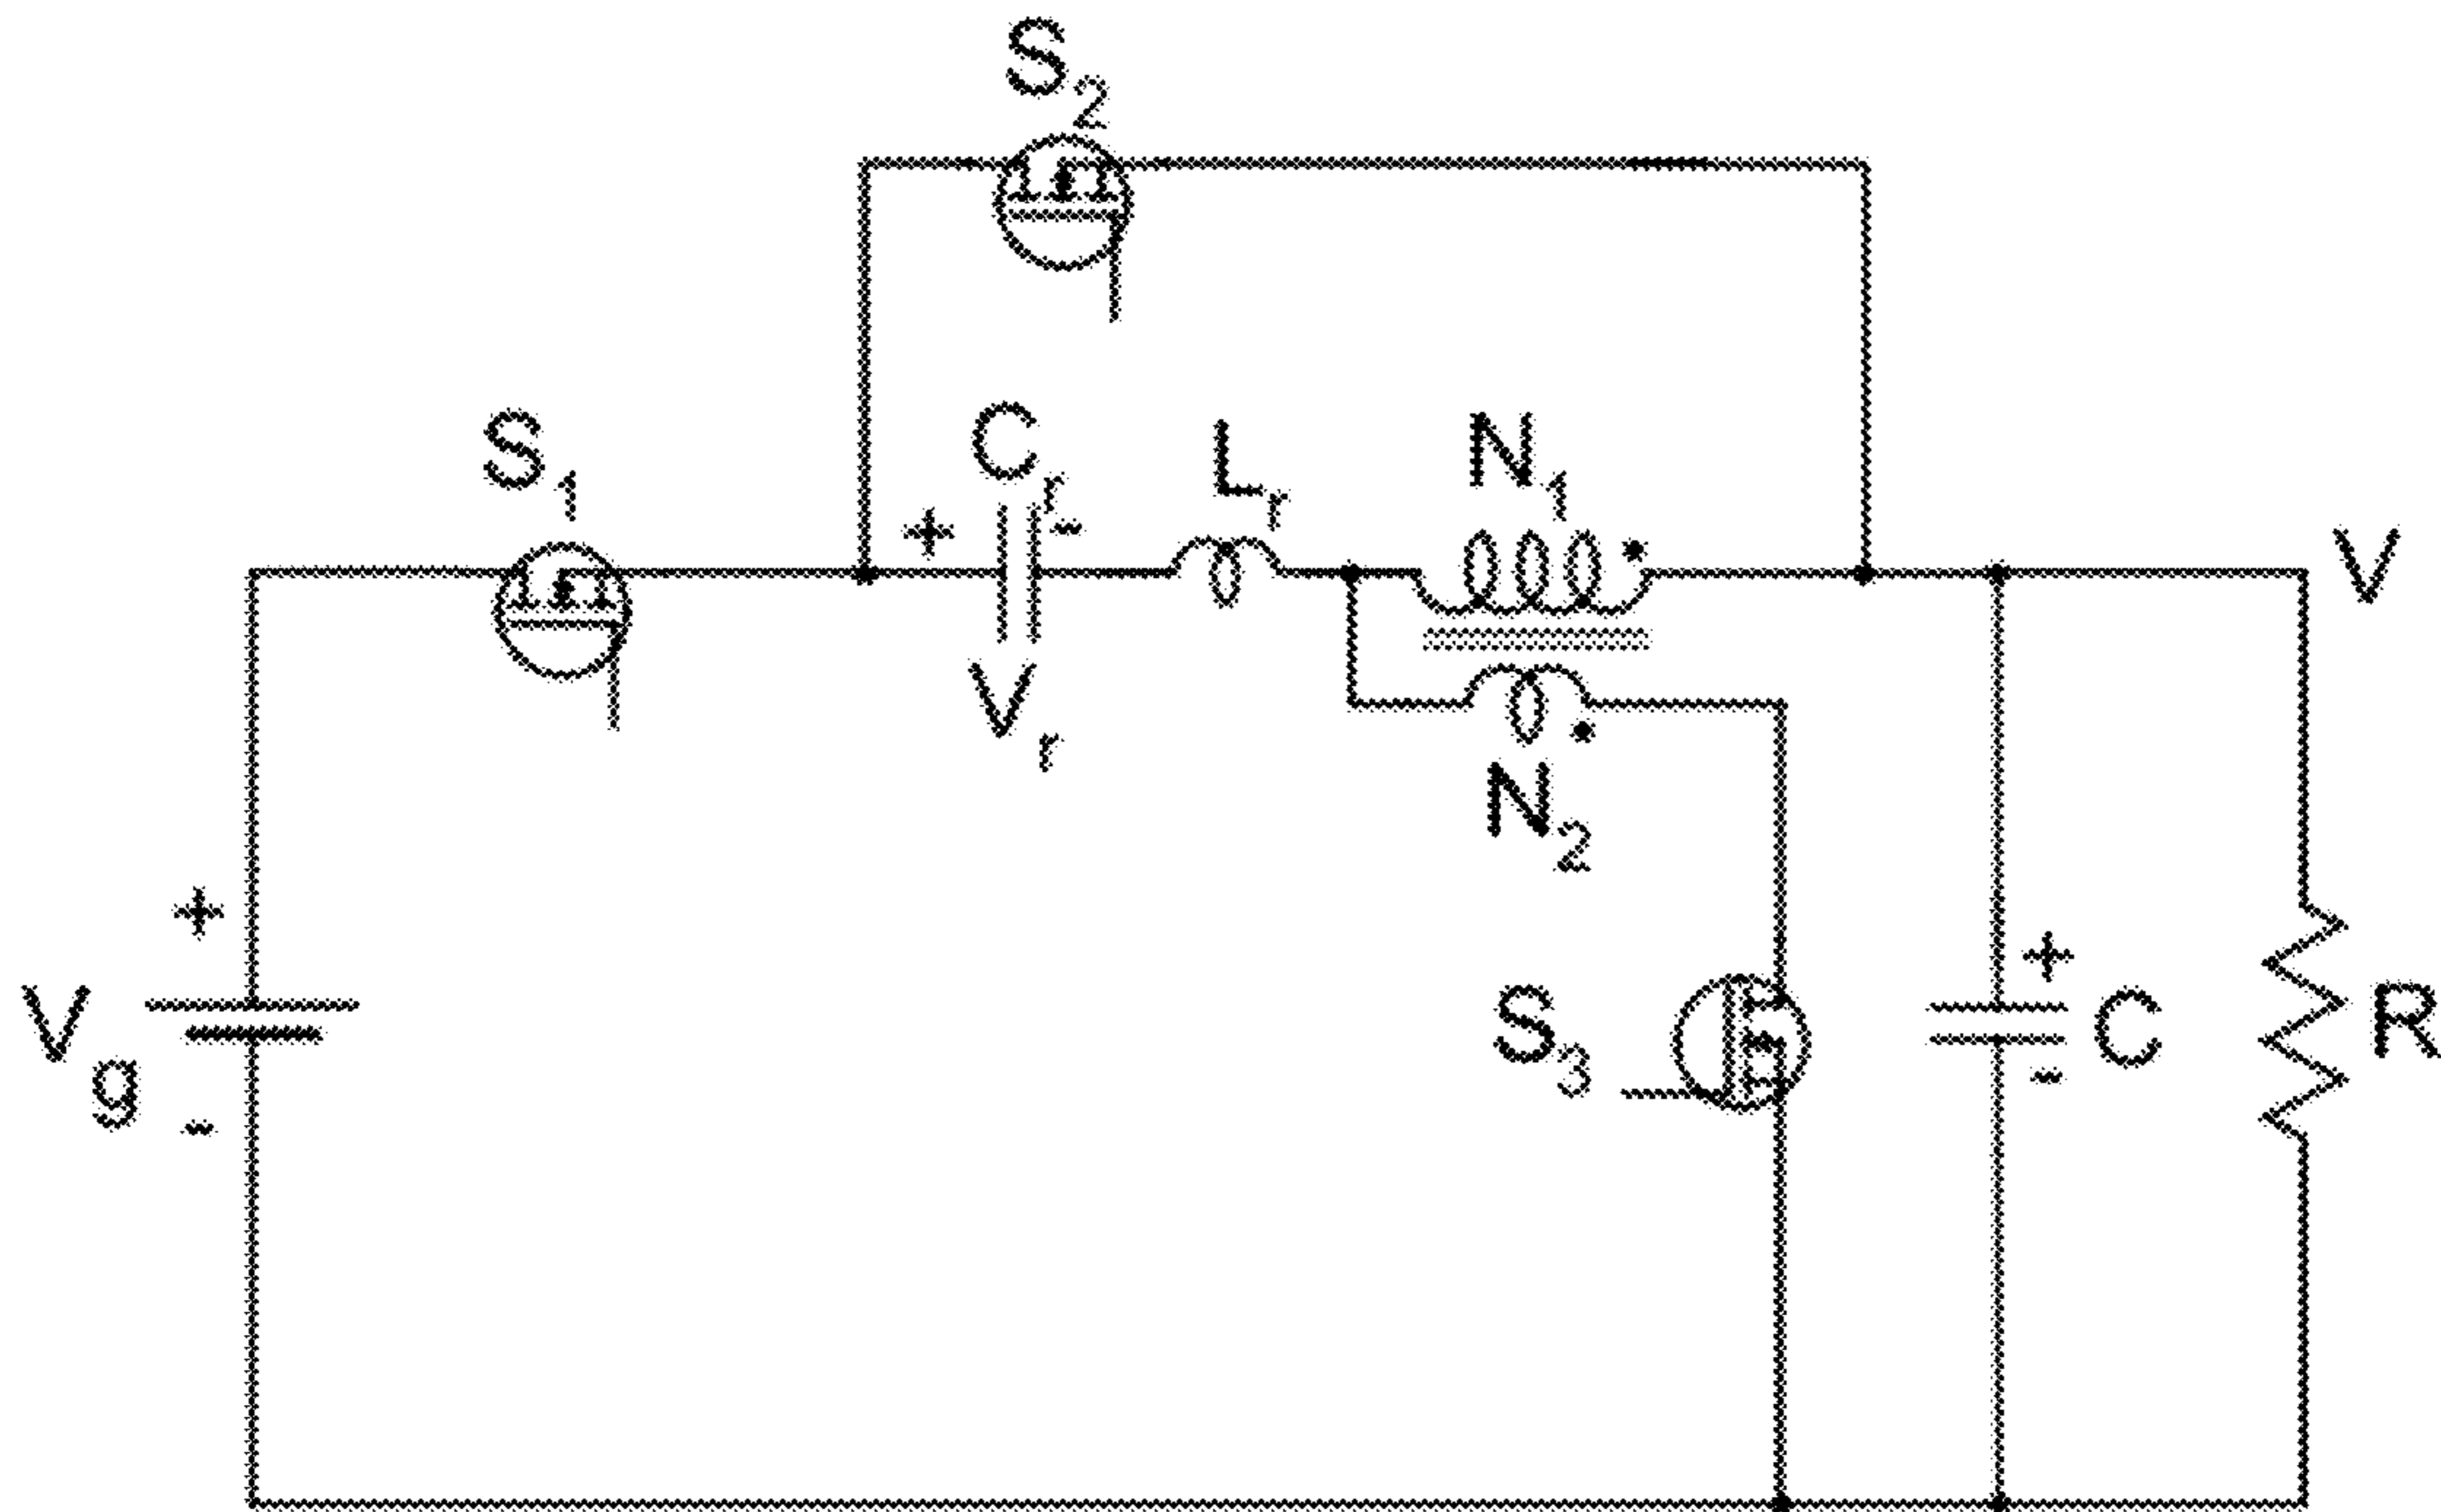 S2
S1
Cr
Lr
N1
V
+
-
Vr
N2
+
Vg
-
S3
+
C
-
R